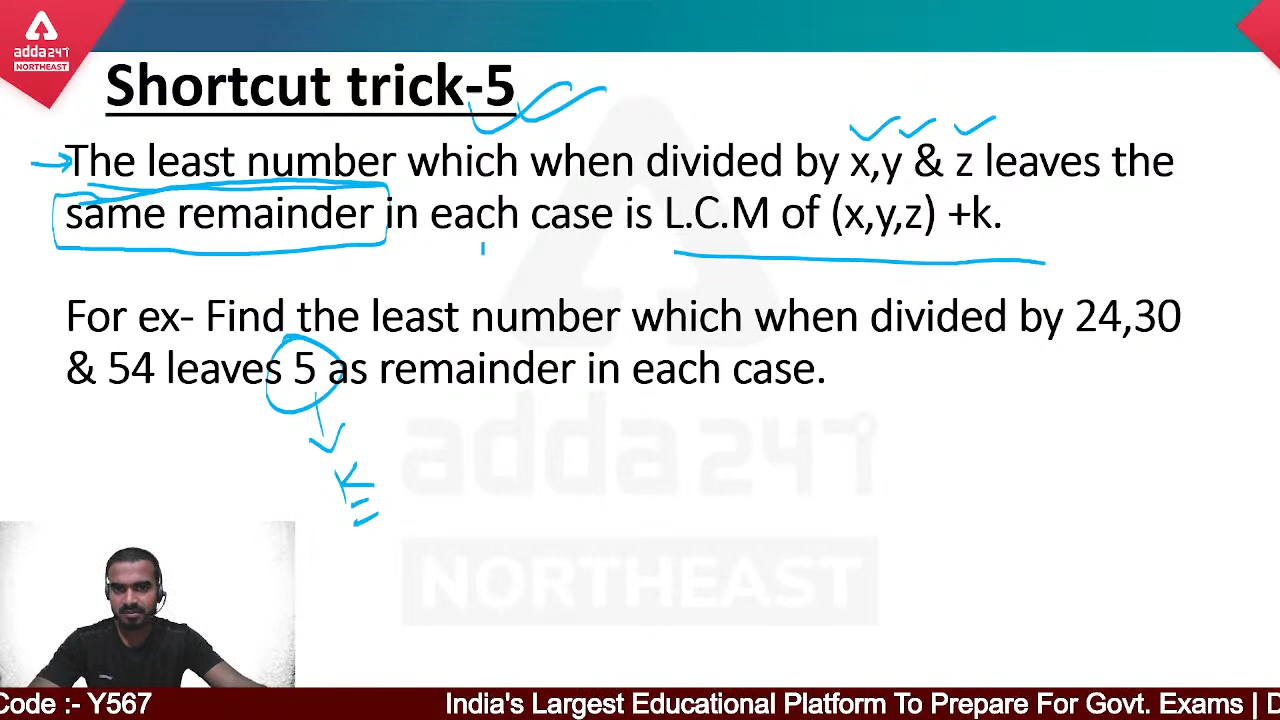 adda247
NORTHEAST
Shortcut trick-5
The least number which when divided by x,y & z leaves the
same remainder in each case is L.C.M of (x,y,z) +k.
For ex- Find the least number which when divided by 24,30
& 54 leaves 5 as remainder in each case.
K
adda247
NORTHEAST
Code :- Y567
India's Largest Educational Platform To Prepare For Govt. Exams | D